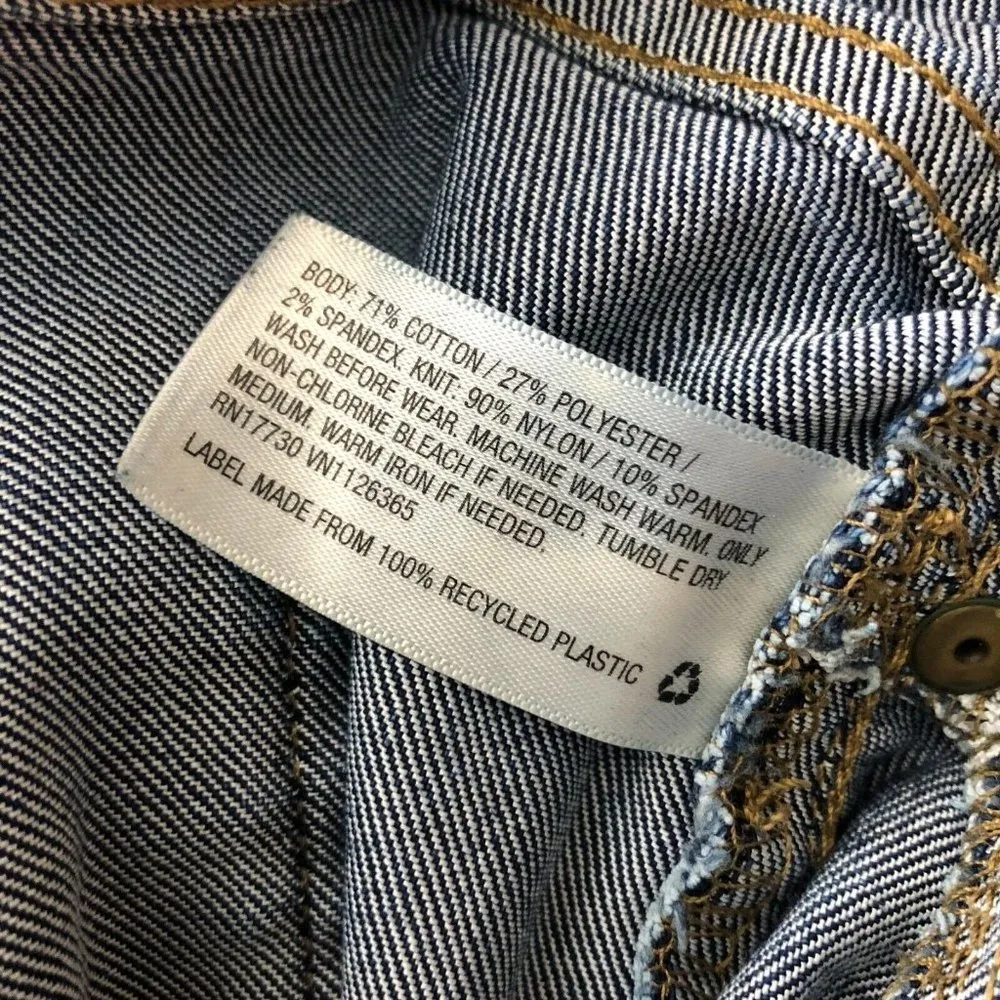 BODY: 71% COTTON / 27% POLYESTER /
2% SPANDEX. KNIT: 90% NYLON / 10% SPANDEX
WASH BEFORE WEAR. MACHINE WASH WARM. ONLY
NON-CHLORINE BLEACH IF NEEDED. TUMBLE DRY
MEDIUM. WARM IRON IF NEEDED.
RN17730 VN1126365
LABEL MADE FROM 100% RECYCLED PLASTIC